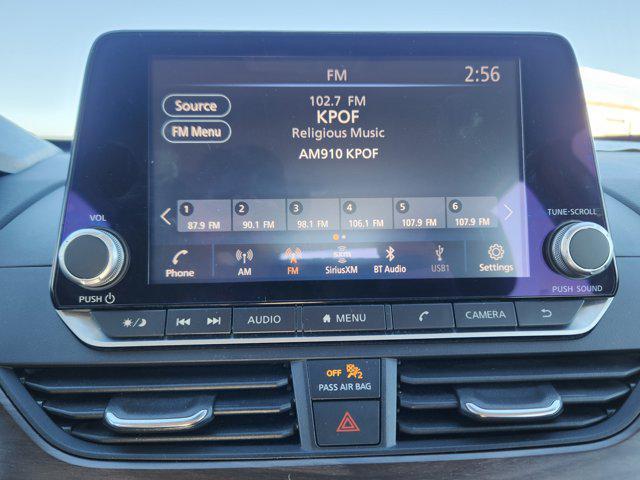 FM
2:56
Source
102.7 FM
KPOF
FM Menu
Religious Music
AM910 KPOF
1 2 3 4 5 6
87.9 FM 90.1 FM 98.1 FM 106.1 FM 107.9 FM 107.9 FM
VOL
TUNE·SCROLL
sxm
Phone AM FM SiriusXM BT Audio USB1 Settings
PUSH
PUSH SOUND
AUDIO MENU CAMERA
OFF 2
PASS AIR BAG